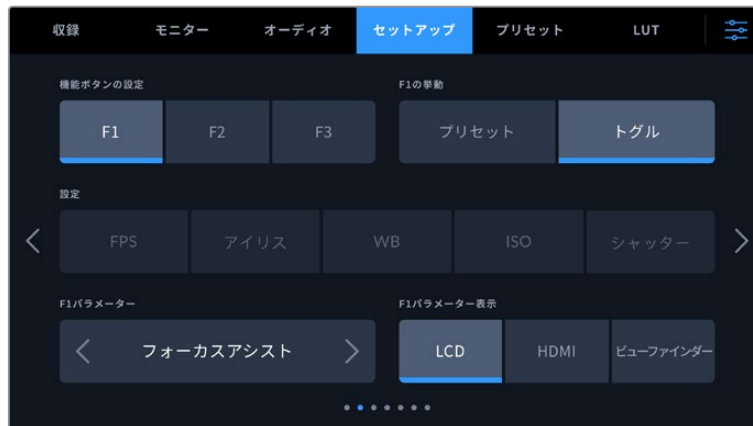 収録 モニター オーディオ セットアップ プリセット LUT
機能ボタンの設定 F1の挙動
F1 F2 F3 プリセット トグル
設定
FPS アイリス WB ISO シャッター
F1パラメーター F1パラメーター表示
フォーカスアシスト LCD HDMI ビューファインダー